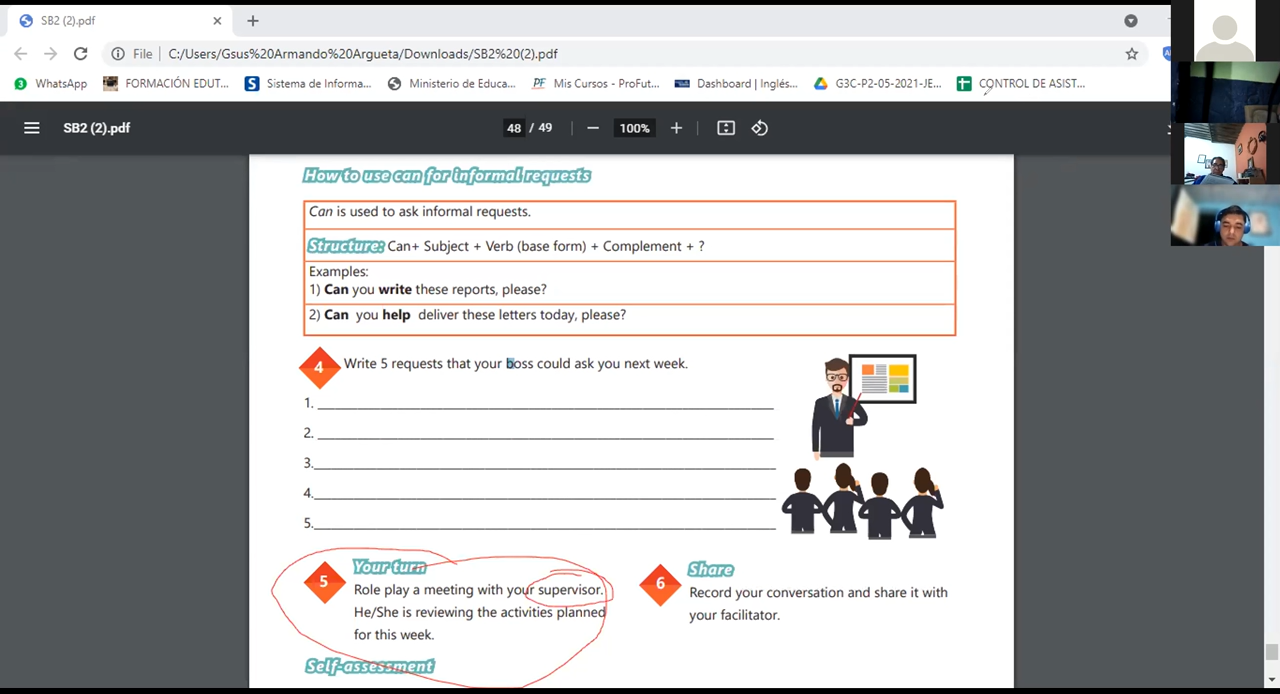 SB2 (2).pdf
File
C:/Users/Gsus%20Armando%20Argueta/Downloads/SB2%20(2).pdf
3 WhatsApp
FORMACIÓN EDUT...
S Sistema de Informa...
Ministerio de Educa...
PF Mis Cursos - ProFut...
Dashboard | Inglés...
G3C-P2-05-2021-JE...
CONTROL DE ASIST...
SB2 (2).pdf
48 / 49
100%
How to use can for informal requests
Can is used to ask informal requests.
Structure: Can+ Subject + Verb (base form) + Complement + ?
Examples:
1) Can you write these reports, please?
2) Can you help deliver these letters today, please?
4 Write 5 requests that your boss could ask you next week.
1.
2.
3.
4.
5.
5 Your turn
Role play a meeting with your supervisor.
He/She is reviewing the activities planned
for this week.
6 Share
Record your conversation and share it with
your facilitator.
Self-assessment